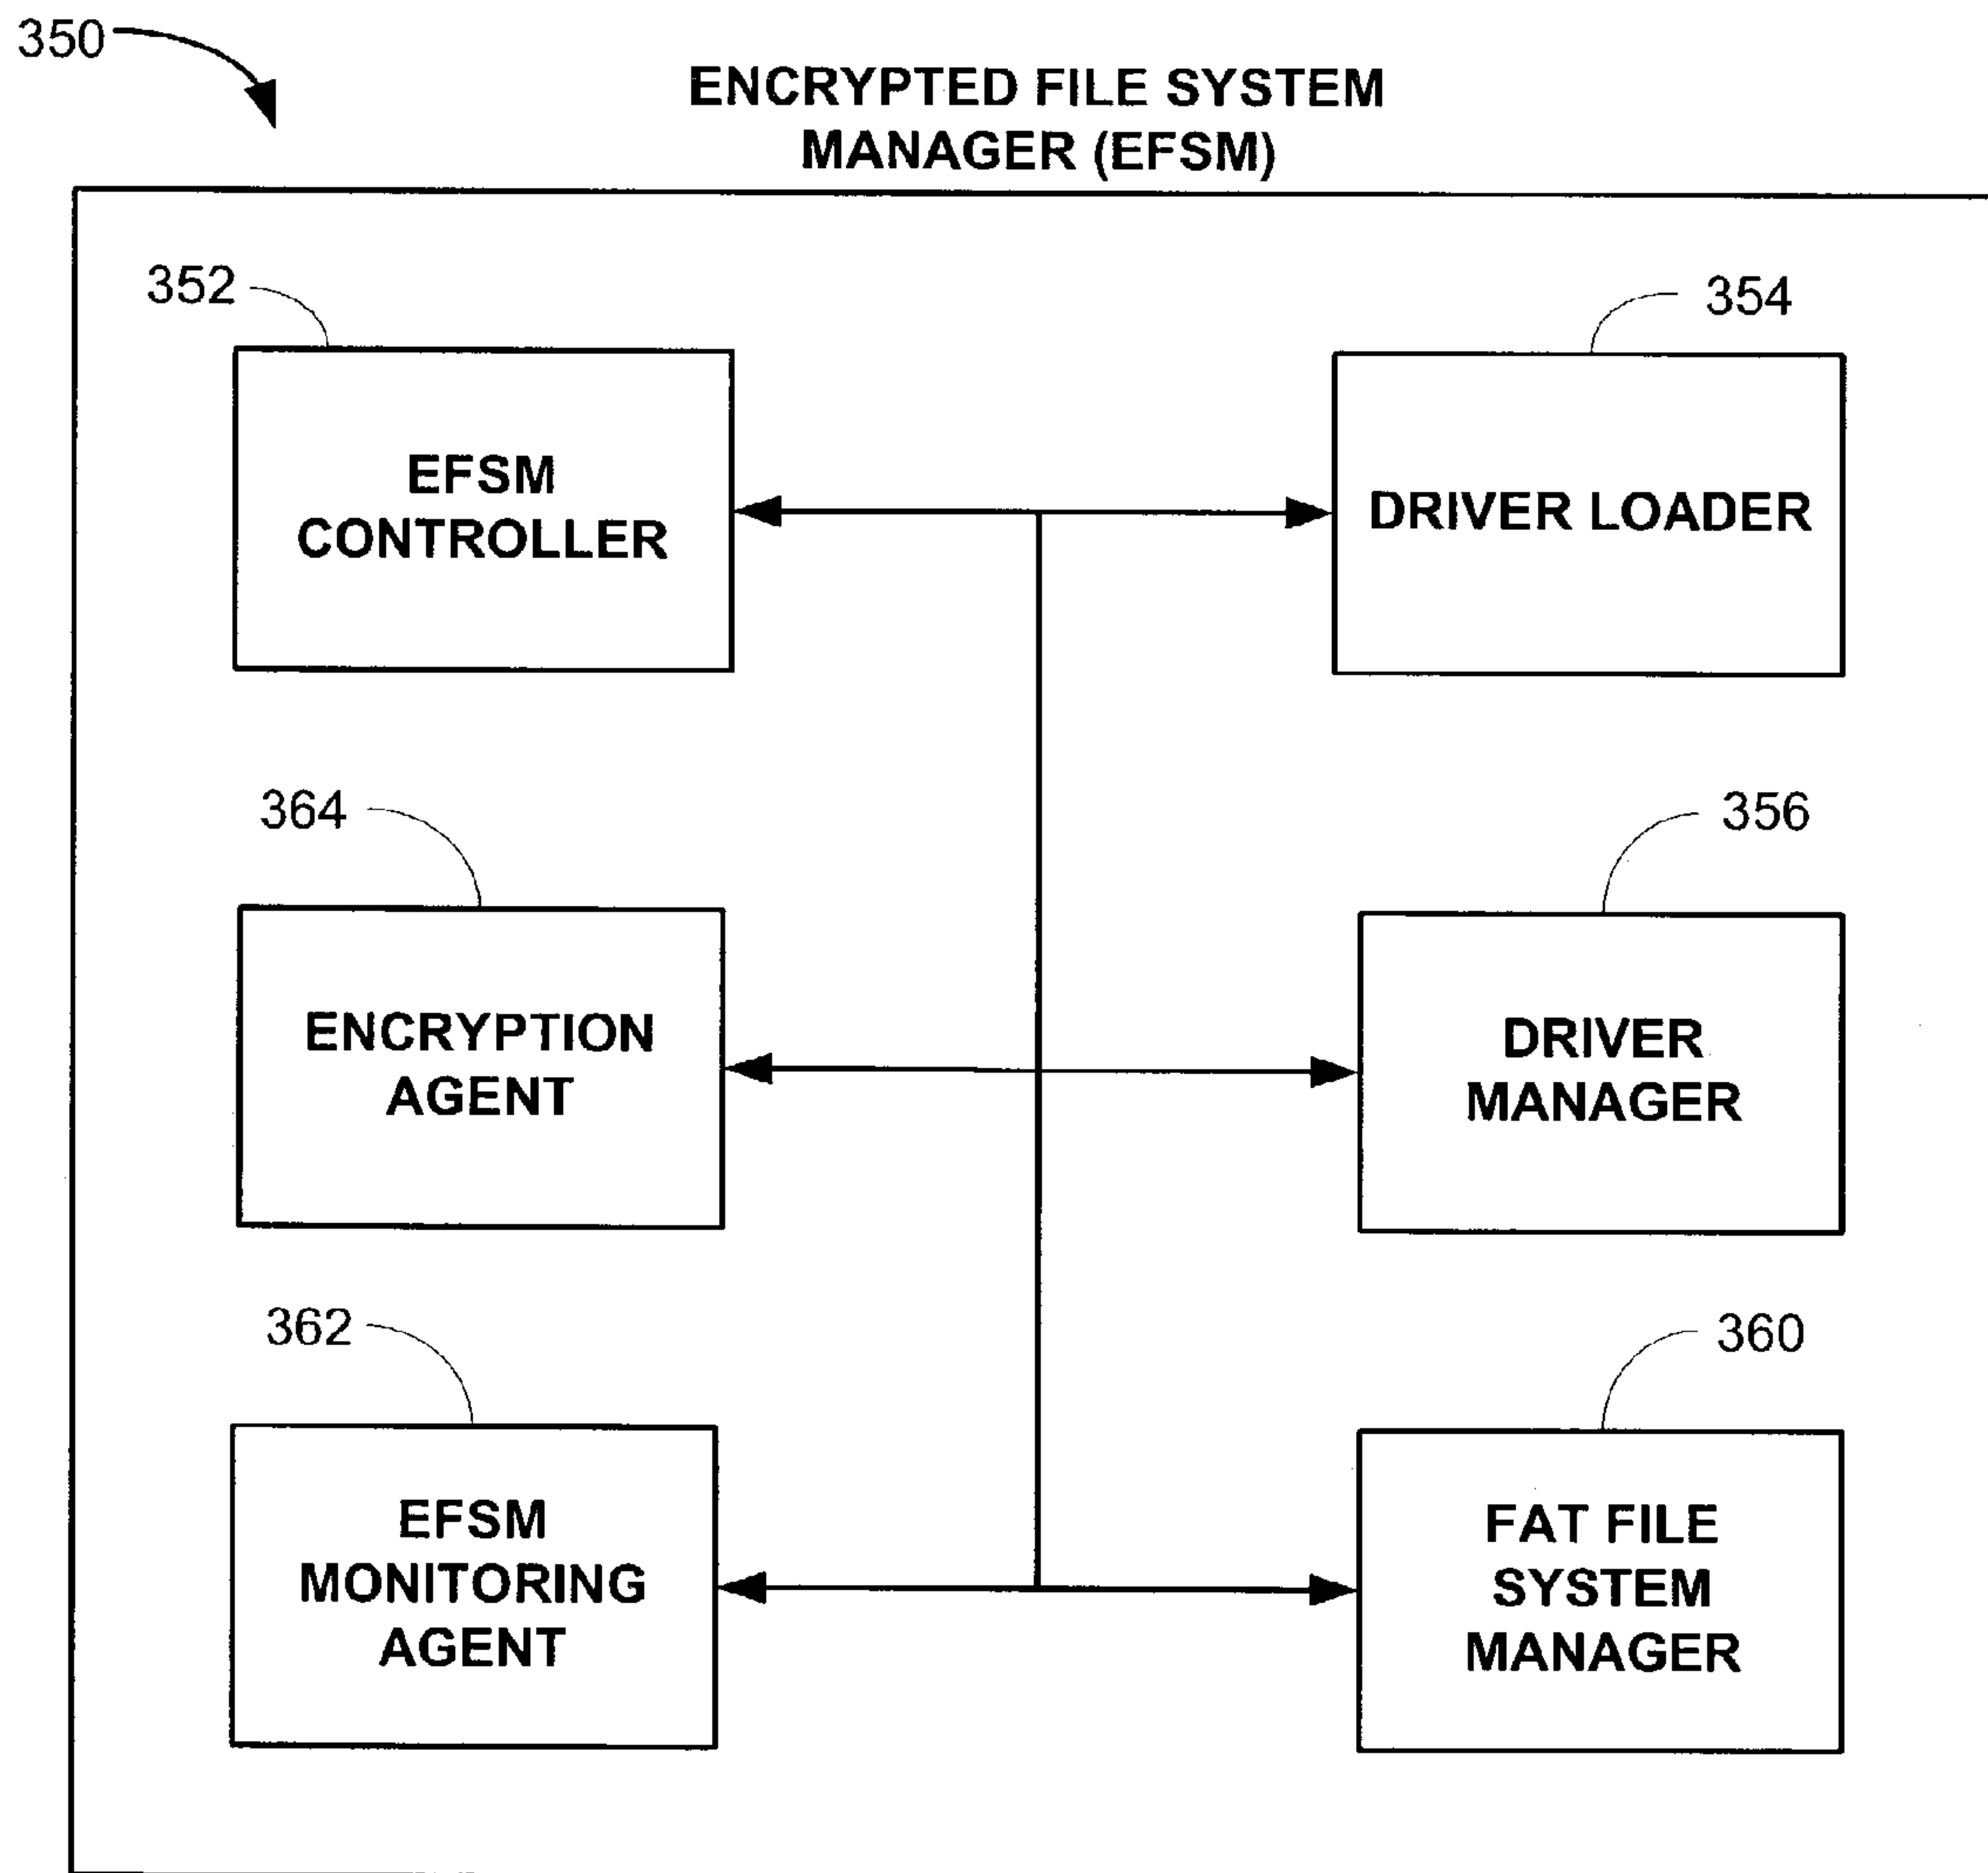 350
ENCRYPTED FILE SYSTEM
MANAGER (EFSM)
352
354
EFSM
CONTROLLER
DRIVER LOADER
364
356
ENCRYPTION
AGENT
DRIVER
MANAGER
362
360
EFSM
MONITORING
AGENT
FAT FILE
SYSTEM
MANAGER